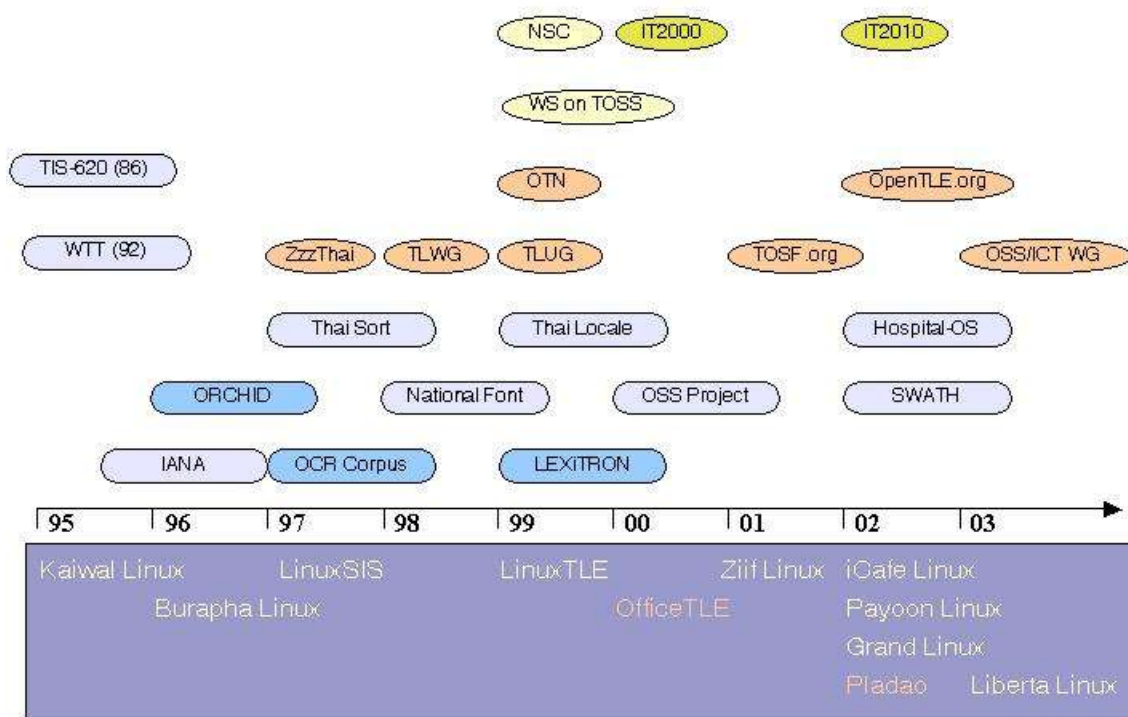 NSC IT2000 IT2010
WS on TOSS
TIS-620 (86) OTN OpenTLE.org
WTT (92) ZzzThai TLWG TLUG TOSF.org OSS/ICT WG
Thai Sort Thai Locale Hospital-OS
ORCHID National Font OSS Project SWATH
IANA OCR Corpus LEXiTRON
95 96 97 98 99 00 01 02 03
Kaiwal Linux LinuxSIS LinuxTLE Ziif Linux iCafe Linux
Burapha Linux OfficeTLE Payoon Linux
Grand Linux
Pladao Liberta Linux